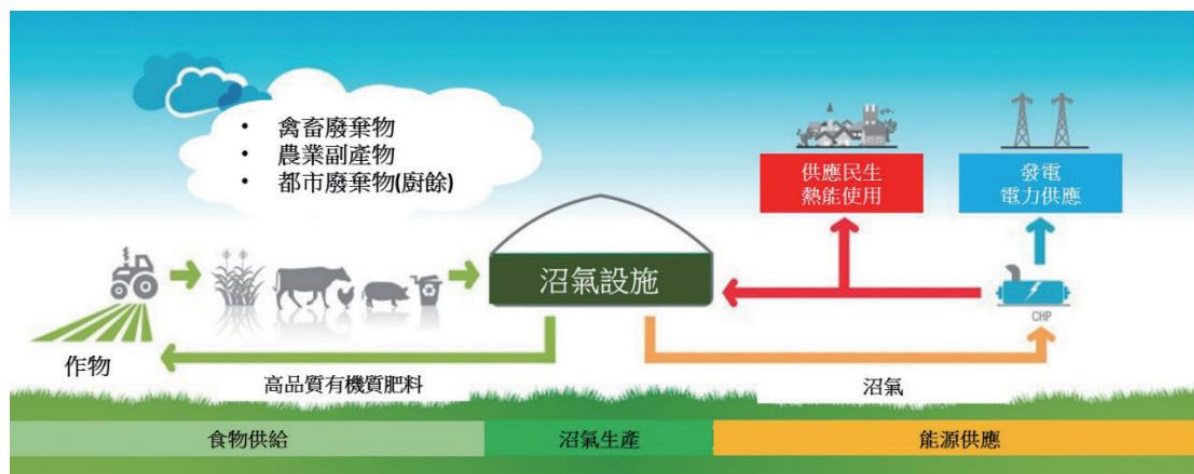 • 禽畜廢棄物
• 農業副產物
• 都市廢棄物(廚餘)
供應民生
熱能使用
發電
電力供應
沼氣設施
CHP
作物
高品質有機質肥料
沼氣
食物供給
沼氣生產
能源供應